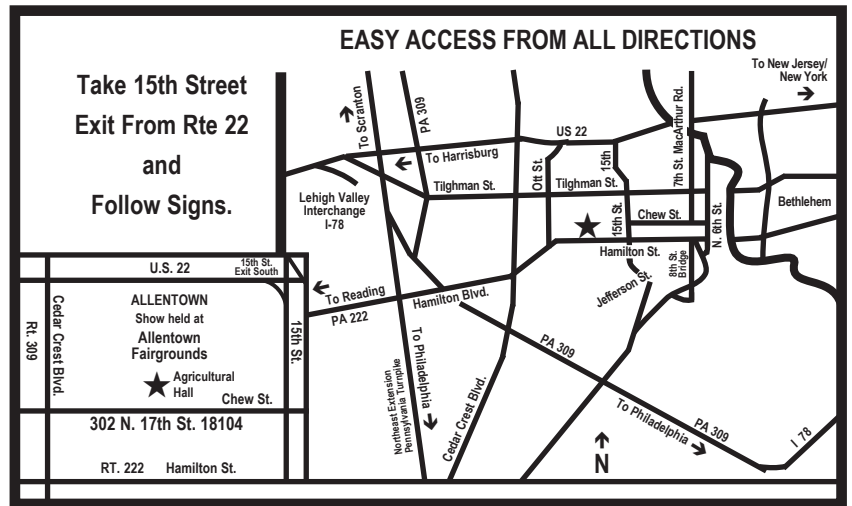 EASY ACCESS FROM ALL DIRECTIONS
Take 15th Street
Exit From Rte 22
and
Follow Signs.
To New Jersey/
New York
To Scranton
PA 309
US 22
To Harrisburg
Ott St.
15th
7th St. MacArthur Rd.
Tilghman St.
Tilghman St.
Lehigh Valley
Interchange
I-78
15th St.
Chew St.
N. 6th St.
Bethlehem
Hamilton St.
8th St.
Bridge
Jefferson St.
To Reading
PA 222
Hamilton Blvd.
To Philadelphia
Northeast Extension
Pennsylvania Turnpike
Cedar Crest Blvd.
PA 309
To Philadelphia
PA 309
I 78
N
U.S. 22
15th St.
Exit South
Rt. 309
Cedar Crest Blvd.
ALLENTOWN
Show held at
Allentown
Fairgrounds
Agricultural
Hall
15th St.
Chew St.
302 N. 17th St. 18104
RT. 222 Hamilton St.